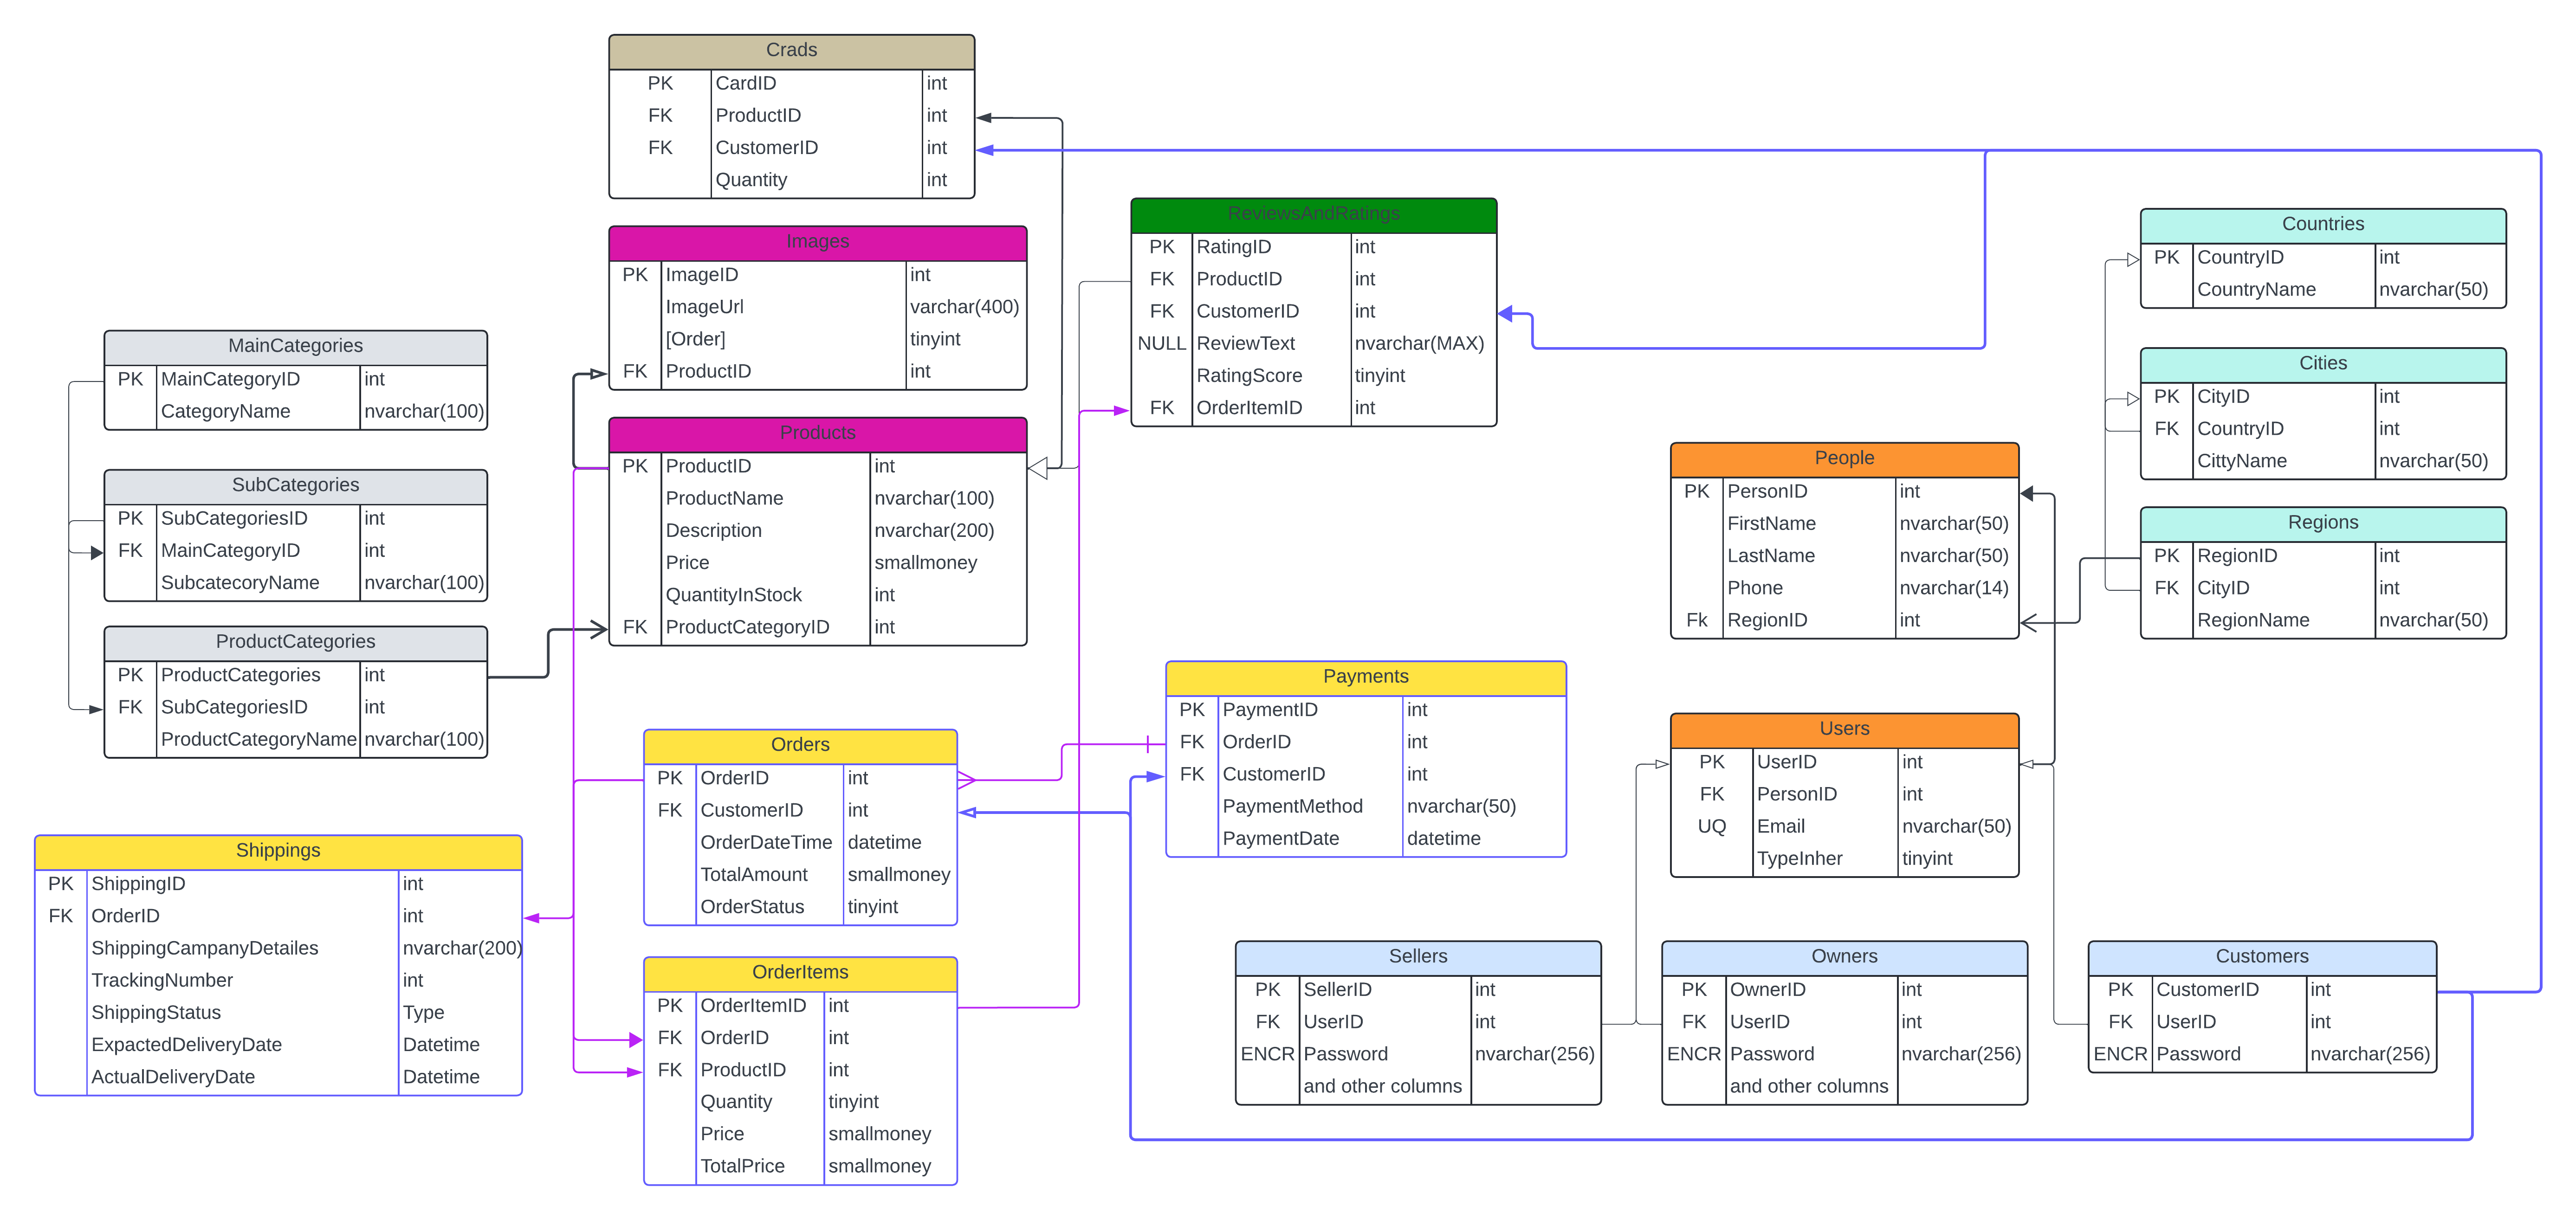 Crads
PK CardID int
FK ProductID int
FK CustomerID int
Quantity int
Images
PK ImageID int
ImageUrl varchar(400)
[Order] tinyint
FK ProductID int
ReviewsAndRatings
PK RatingID int
FK ProductID int
FK CustomerID int
NULL ReviewText nvarchar(MAX)
RatingScore tinyint
FK OrderItemID int
Countries
PK CountryID int
CountryName nvarchar(50)
MainCategories
PK MainCategoryID int
CategoryName nvarchar(100)
Cities
PK CityID int
FK CountryID int
CittyName nvarchar(50)
SubCategories
PK SubCategoriesID int
FK MainCategoryID int
SubcatecoryName nvarchar(100)
Products
PK ProductID int
ProductName nvarchar(100)
Description nvarchar(200)
Price smallmoney
QuantityInStock int
FK ProductCategoryID int
People
PK PersonID int
FirstName nvarchar(50)
LastName nvarchar(50)
Phone nvarchar(14)
Fk RegionID int
Regions
PK RegionID int
FK CityID int
RegionName nvarchar(50)
ProductCategories
PK ProductCategories int
FK SubCategoriesID int
ProductCategoryName nvarchar(100)
Payments
PK PaymentID int
FK OrderID int
FK CustomerID int
PaymentMethod nvarchar(50)
PaymentDate datetime
Orders
PK OrderID int
FK CustomerID int
OrderDateTime datetime
TotalAmount smallmoney
OrderStatus tinyint
Users
PK UserID int
FK PersonID int
UQ Email nvarchar(50)
TypeInher tinyint
Shippings
PK ShippingID int
FK OrderID int
ShippingCampanyDetailes nvarchar(200)
TrackingNumber int
ShippingStatus Type
ExpactedDeliveryDate Datetime
ActualDeliveryDate Datetime
OrderItems
PK OrderItemID int
FK OrderID int
FK ProductID int
Quantity tinyint
Price smallmoney
TotalPrice smallmoney
Sellers
PK SellerID int
FK UserID int
ENCR Password nvarchar(256)
and other columns
Owners
PK OwnerID int
FK UserID int
ENCR Password nvarchar(256)
and other columns
Customers
PK CustomerID int
FK UserID int
ENCR Password nvarchar(256)